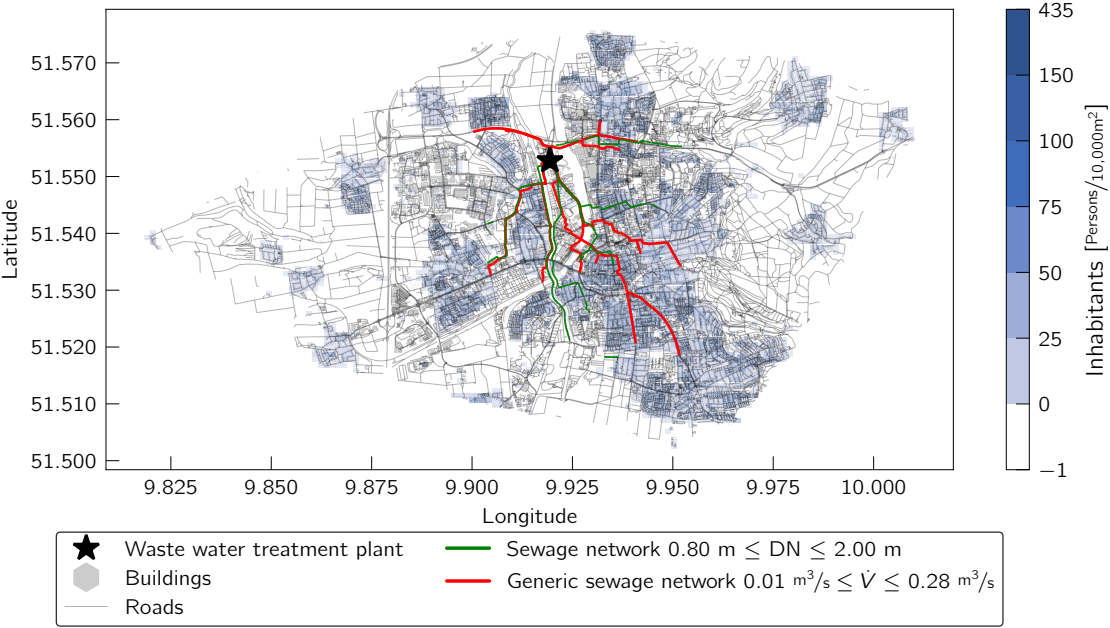 51.570
51.560
51.550
51.540
51.530
51.520
51.510
51.500
Latitude
9.825 9.850 9.875 9.900 9.925 9.950 9.975 10.000
Longitude
435
150
100
75
50
25
0
−1
Inhabitants [Persons/10,000m²]
Waste water treatment plant
Buildings
Roads
Sewage network 0.80 m ≤ DN ≤ 2.00 m
Generic sewage network 0.01 m³/s ≤ V̇ ≤ 0.28 m³/s